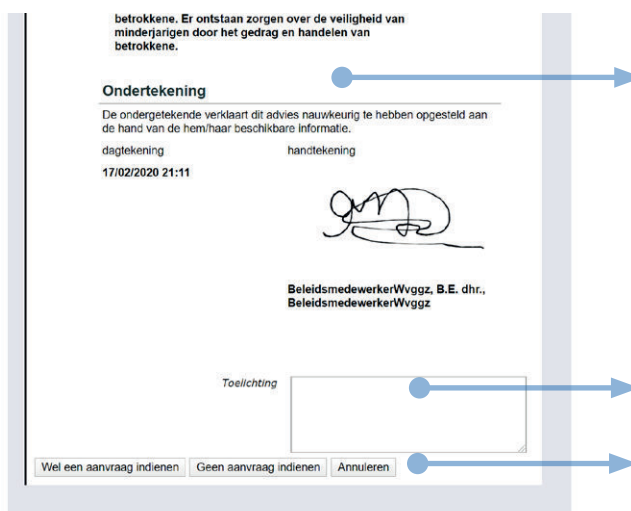 betrokkene. Er ontstaan zorgen over de veiligheid van
minderjarigen door het gedrag en handelen van
betrokkene.
Ondertekening
De ondergetekende verklaart dit advies nauwkeurig te hebben opgesteld aan
de hand van de hem/haar beschikbare informatie.
dagtekening handtekening
17/02/2020 21:11
BeleidsmedewerkerWvggz, B.E. dhr.,
BeleidsmedewerkerWvggz
Toelichting
Wel een aanvraag indienen Geen aanvraag indienen Annuleren